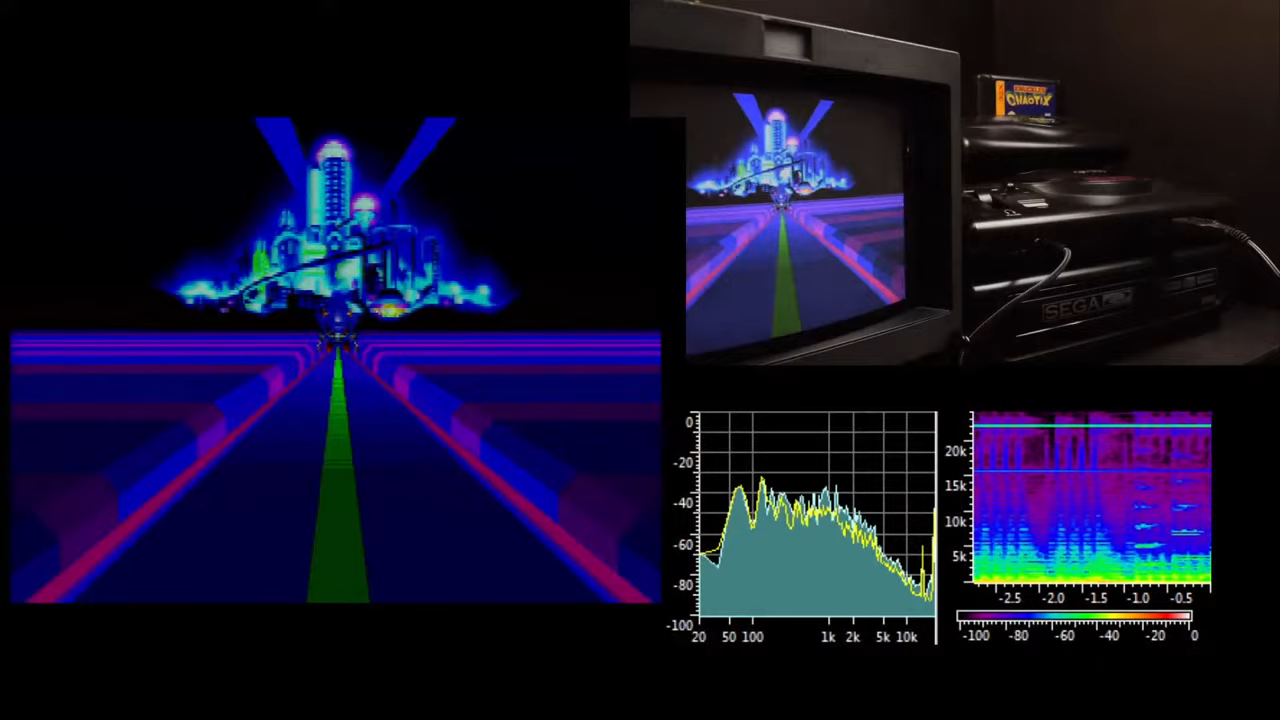 KNUCKLES'
CHAOTIX
SEGA
0
-20
-40
-60
-80
-100
20 50 100 1k 2k 5k 10k
20k
15k
10k
5k
-2.5 -2.0 -1.5 -1.0 -0.5
-100 -80 -60 -40 -20 0